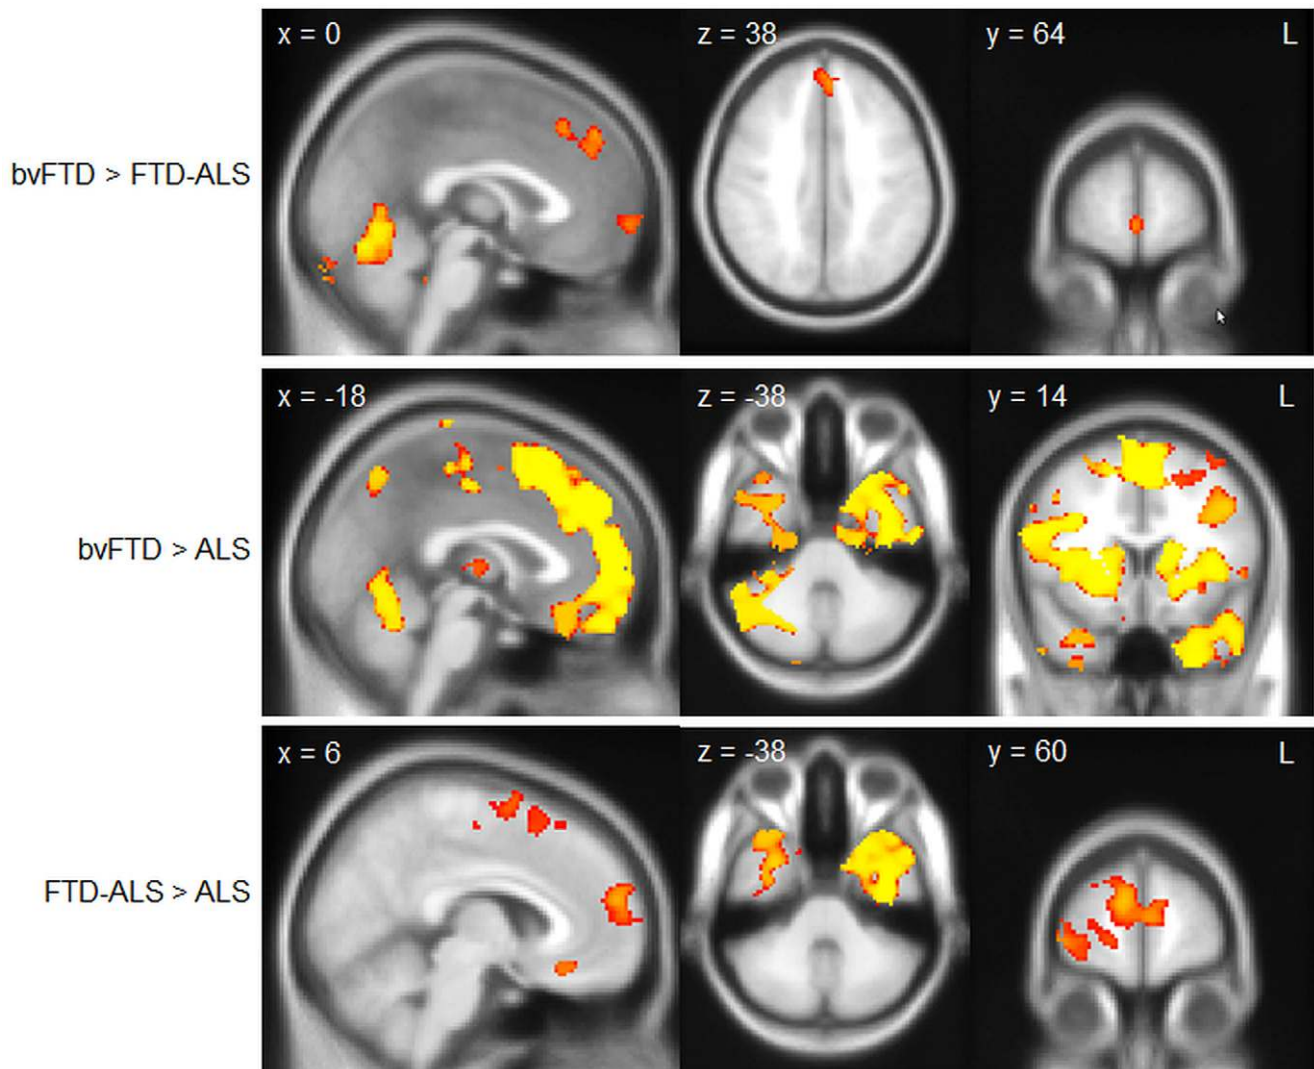 x = 0
z = 38
y = 64
L
bvFTD > FTD-ALS
x = -18
z = -38
y = 14
L
bvFTD > ALS
x = 6
z = -38
y = 60
L
FTD-ALS > ALS